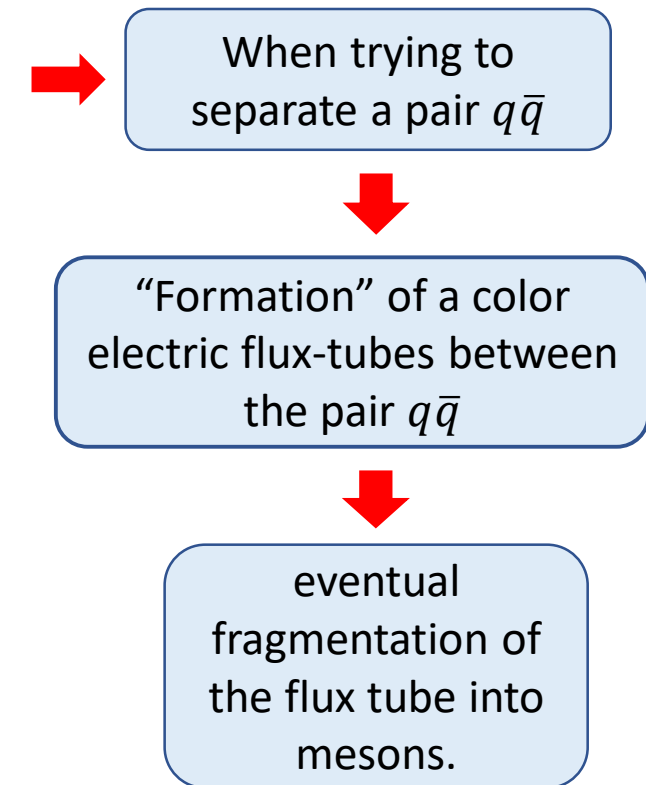 When trying to
separate a pair 𝑞𝑞̅
“Formation” of a color
electric flux-tubes between
the pair 𝑞𝑞̅
eventual
fragmentation of
the flux tube into
mesons.